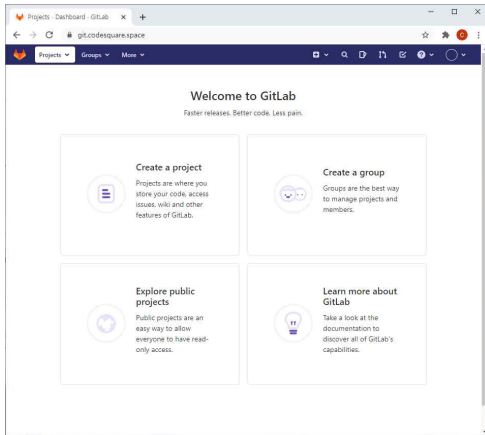 Projects · Dashboard · GitLab
git.codesquare.space
C
Projects
Groups
More
Welcome to GitLab
Faster releases. Better code. Less pain.
Create a project
Projects are where you
store your code, access
issues, wiki and other
features of GitLab.
Create a group
Groups are the best way
to manage projects and
members.
Explore public
projects
Public projects are an
easy way to allow
everyone to have read-
only access.
Learn more about
GitLab
Take a look at the
documentation to
discover all of GitLab's
capabilities.